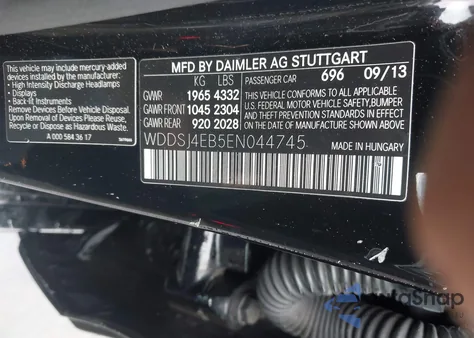 This vehicle may include mercury-added
devices installed by the manufacturer:
- High Intensity Discharge Headlamps
- Displays
- Back-lit Instruments
Remove Devices Before Vehicle Disposal.
Upon Removal of Devices Please Reuse,
Recycle or Dispose as Hazardous Waste.
A 000 584 36 17
MFD BY DAIMLER AG STUTTGART
KG LBS PASSENGER CAR 696 09/13
GVWR 1965 4332
GAWR FRONT 1045 2304
GAWR REAR 920 2028
THIS VEHICLE CONFORMS TO ALL APPLICABLE
U.S. FEDERAL MOTOR VEHICLE SAFETY, BUMPER
AND THEFT PREVENTION STANDARDS IN EFFECT
ON THE DATE OF MANUFACTURE SHOWN ABOVE.
WDDSJ4EB5EN044745
MADE IN HUNGARY